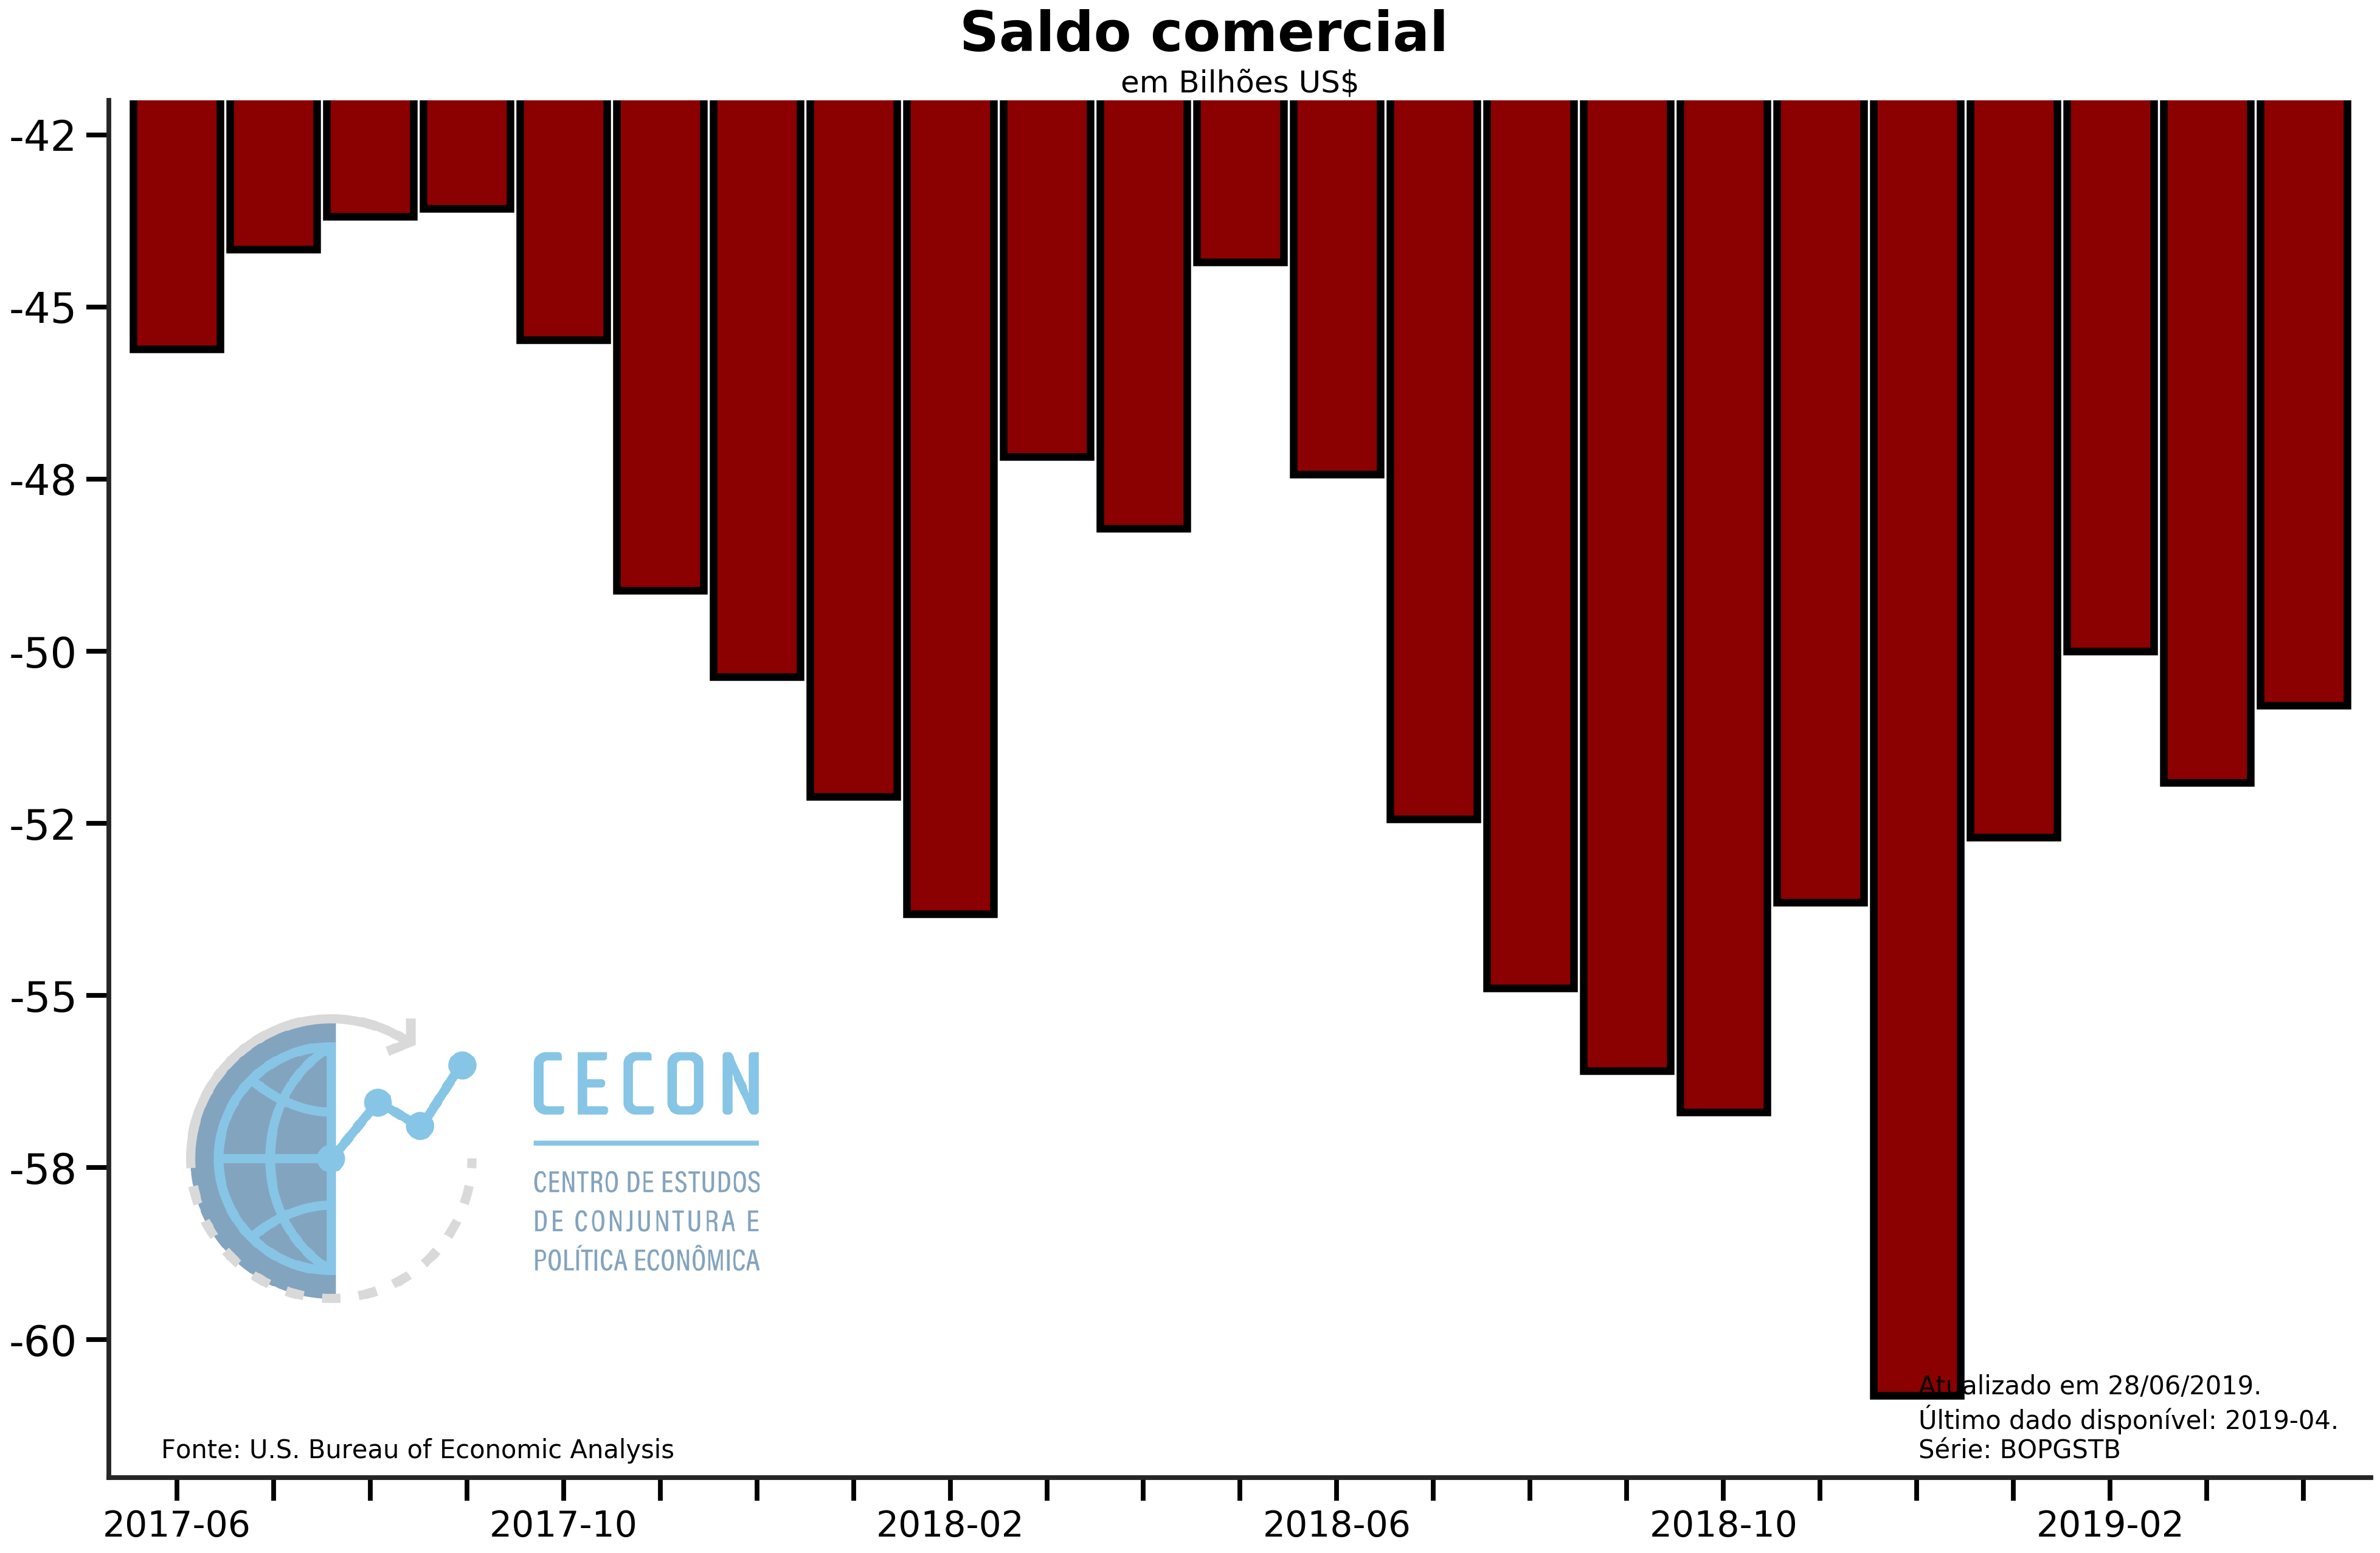 Saldo comercial
em Bilhões US$
-42
-45
-48
-50
-52
-55
-58
-60
CECON
CENTRO DE ESTUDOS
DE CONJUNTURA E
POLÍTICA ECONÔMICA
Atualizado em 28/06/2019.
Último dado disponível: 2019-04.
Fonte: U.S. Bureau of Economic Analysis
Série: BOPGSTB
2017-06
2017-10
2018-02
2018-06
2018-10
2019-02